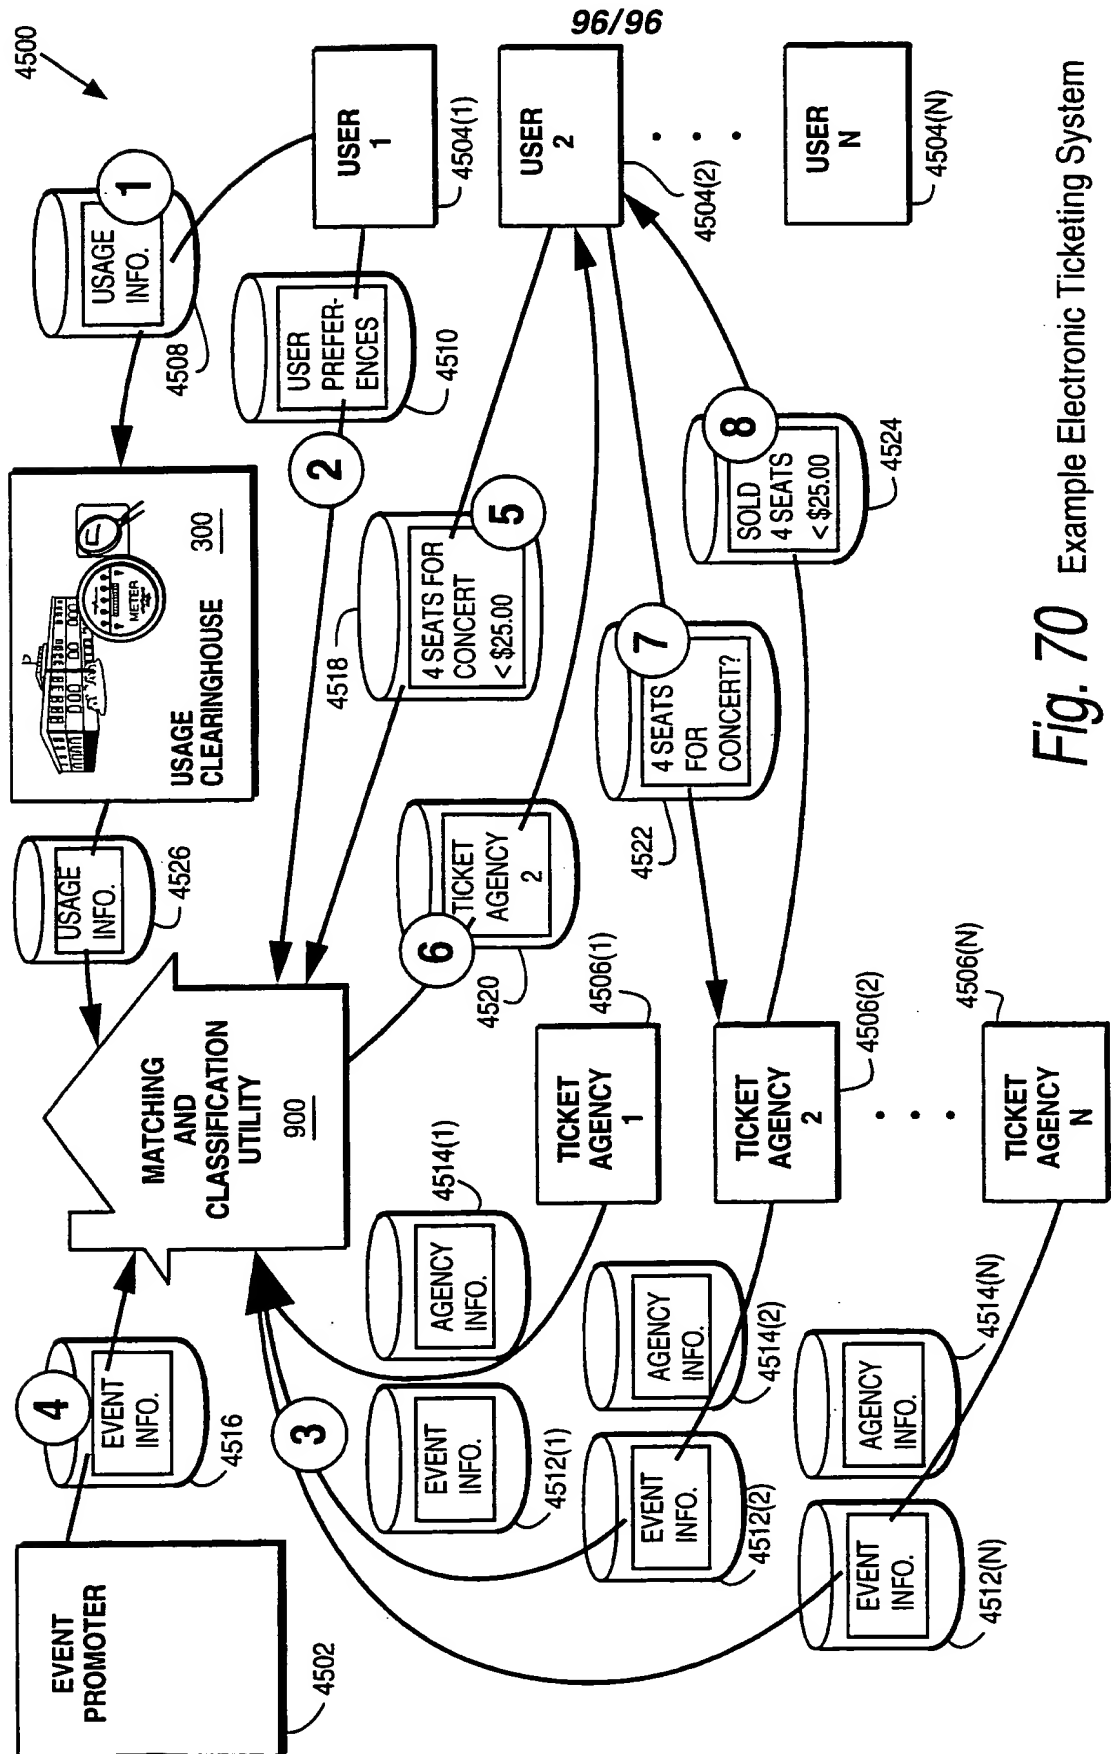 96/96
4500
EVENT
PROMOTER
4502
4
EVENT
INFO.
4516
MATCHING
AND
CLASSIFICATION
UTILITY
900
USAGE
INFO.
4526
METER
USAGE
CLEARINGHOUSE
300
1
USAGE
INFO.
4508
USER
1
4504(1)
2
USER
PREFER-
ENCES
4510
5
4 SEATS FOR
CONCERT
< $25.00
4518
6
TICKET
AGENCY
2
4520
USER
2
4504(2)
3
EVENT
INFO.
4512(1)
AGENCY
INFO.
4514(1)
TICKET
AGENCY
1
4506(1)
7
4 SEATS
FOR
CONCERT?
4522
8
SOLD
4 SEATS
< $25.00
4524
EVENT
INFO.
4512(2)
AGENCY
INFO.
4514(2)
TICKET
AGENCY
2
4506(2)
USER
N
4504(N)
EVENT
INFO.
4512(N)
AGENCY
INFO.
4514(N)
TICKET
AGENCY
N
4506(N)
Fig. 70 Example Electronic Ticketing System